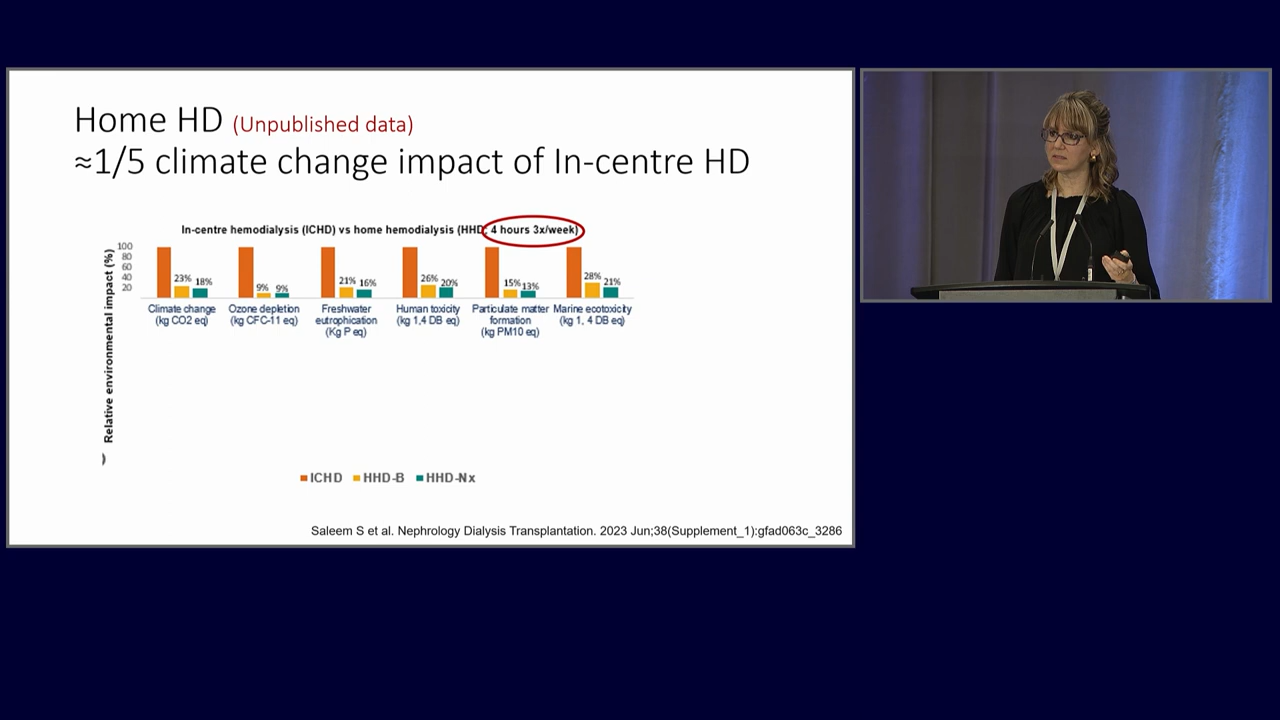 Home HD (Unpublished data)
≈1/5 climate change impact of In-centre HD
In-centre hemodialysis (ICHD) vs home hemodialysis (HHD; 4 hours 3x/week)
Relative environmental impact (%)
100
80
60
40
20
23% 18%
9% 9%
21% 16%
26% 20%
15% 13%
28% 21%
Climate change
(kg CO2 eq)
Ozone depletion
(kg CFC-11 eq)
Freshwater
eutrophication
(Kg P eq)
Human toxicity
(kg 1,4 DB eq)
Particulate matter
formation
(kg PM10 eq)
Marine ecotoxicity
(kg 1, 4 DB eq)
ICHD HHD-B HHD-Nx
Saleem S et al. Nephrology Dialysis Transplantation. 2023 Jun;38(Supplement_1):gfad063c_3286